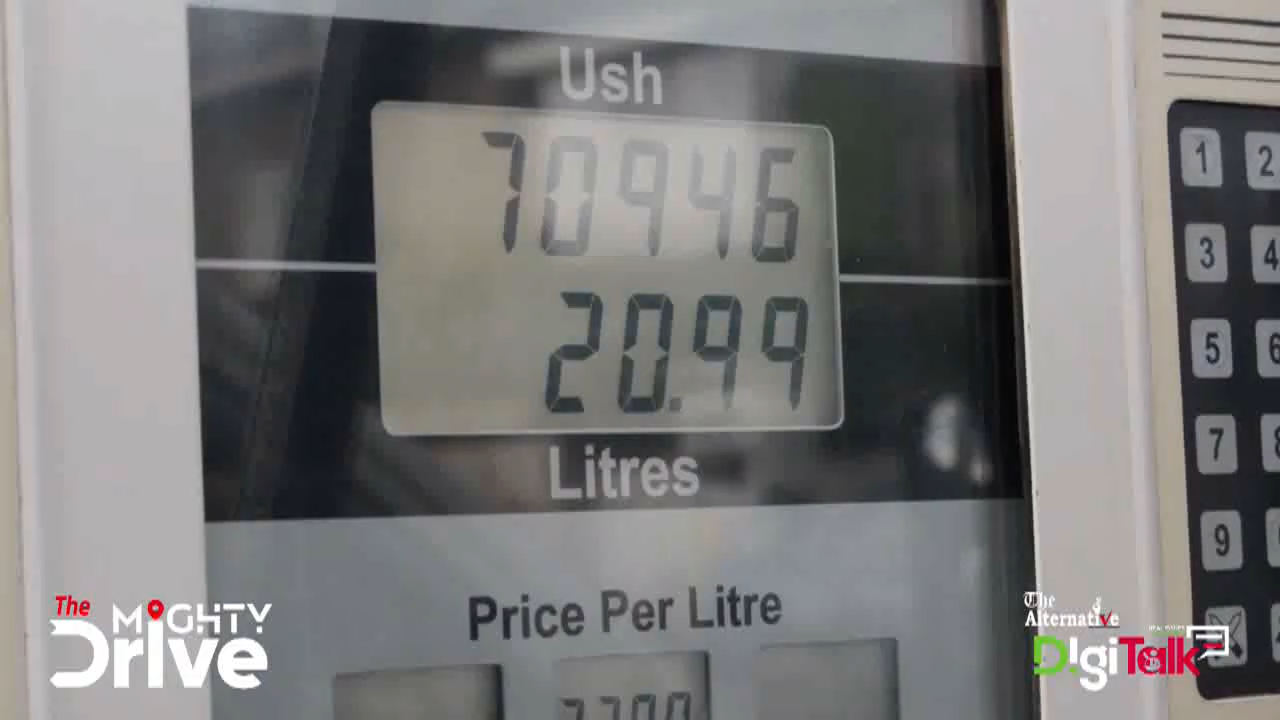 Ush
70946
20.99
Litres
Price Per Litre
1 2
3 4
5 6
7
9
The
MiGHTY
Drive
The
Alternative
DigiTalk